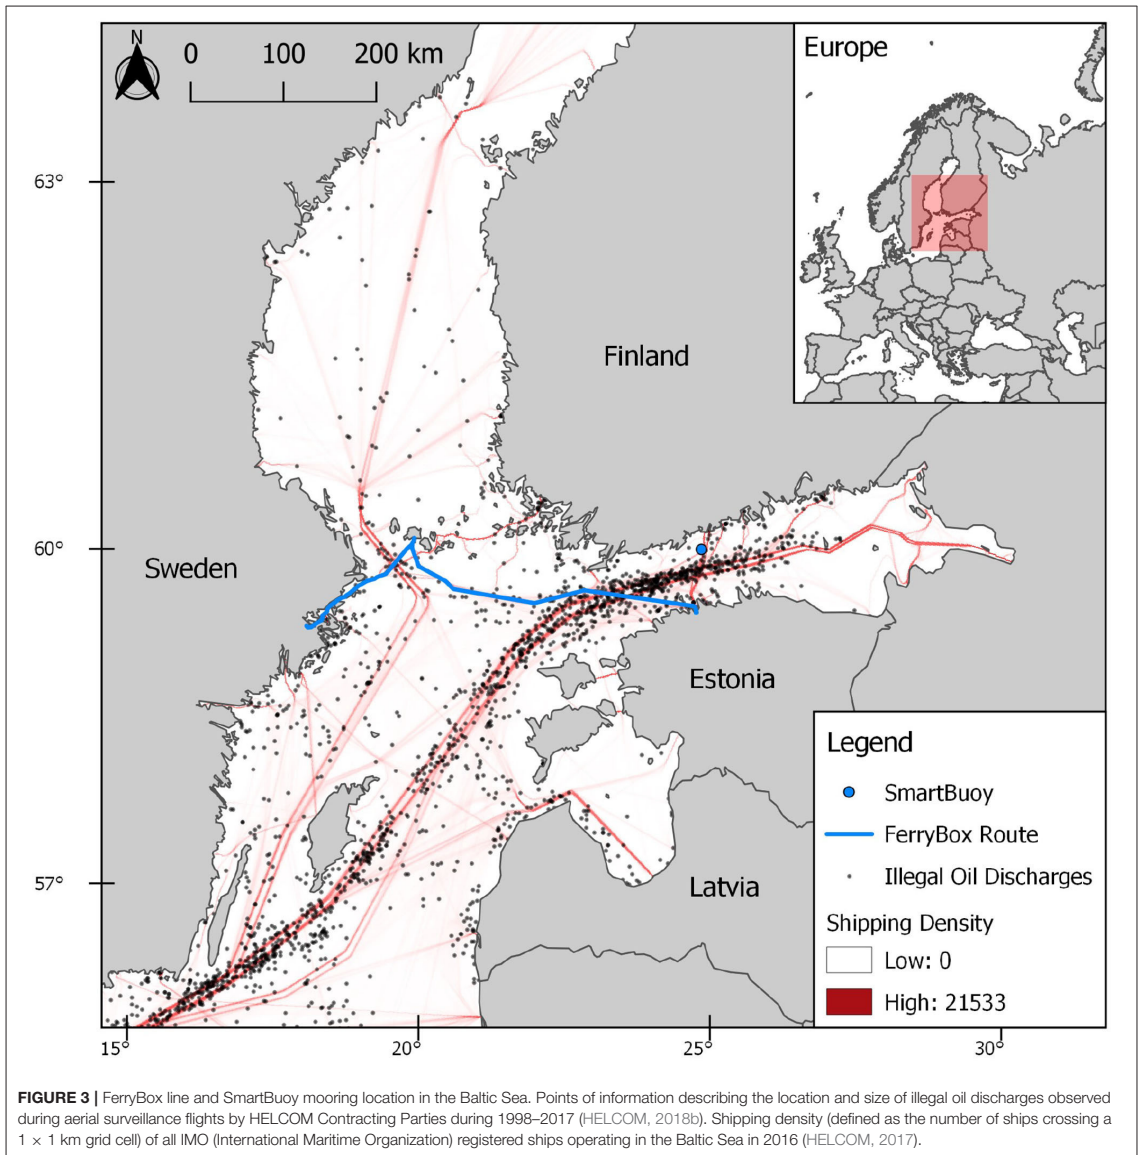 N
0 100 200 km
Europe
63°
Finland
60°
Sweden
Estonia
Legend
SmartBuoy
FerryBox Route
57°
Latvia
Illegal Oil Discharges
Shipping Density
Low: 0
High: 21533
15° 20° 25° 30°
FIGURE 3 | FerryBox line and SmartBuoy mooring location in the Baltic Sea. Points of information describing the location and size of illegal oil discharges observed
during aerial surveillance flights by HELCOM Contracting Parties during 1998–2017 (HELCOM, 2018b). Shipping density (defined as the number of ships crossing a
1 × 1 km grid cell) of all IMO (International Maritime Organization) registered ships operating in the Baltic Sea in 2016 (HELCOM, 2017).